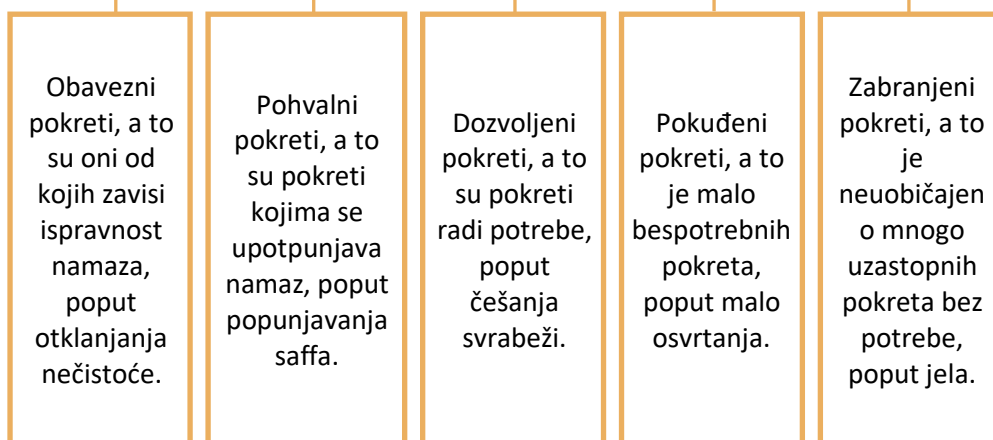 Obavezni
pokreti, a to
su oni od
kojih zavisi
ispravnost
namaza,
poput
otklanjanja
nečistoće.
Pohvalni
pokreti, a to
su pokreti
kojima se
upotpunjava
namaz, poput
popunjavanja
saffa.
Dozvoljeni
pokreti, a to
su pokreti
radi potrebe,
poput
češanja
svrabeži.
Pokuđeni
pokreti, a to
je malo
bespotrebnih
pokreta,
poput malo
osvrtanja.
Zabranjeni
pokreti, a to
je
neuobičajen
o mnogo
uzastopnih
pokreta bez
potrebe,
poput jela.